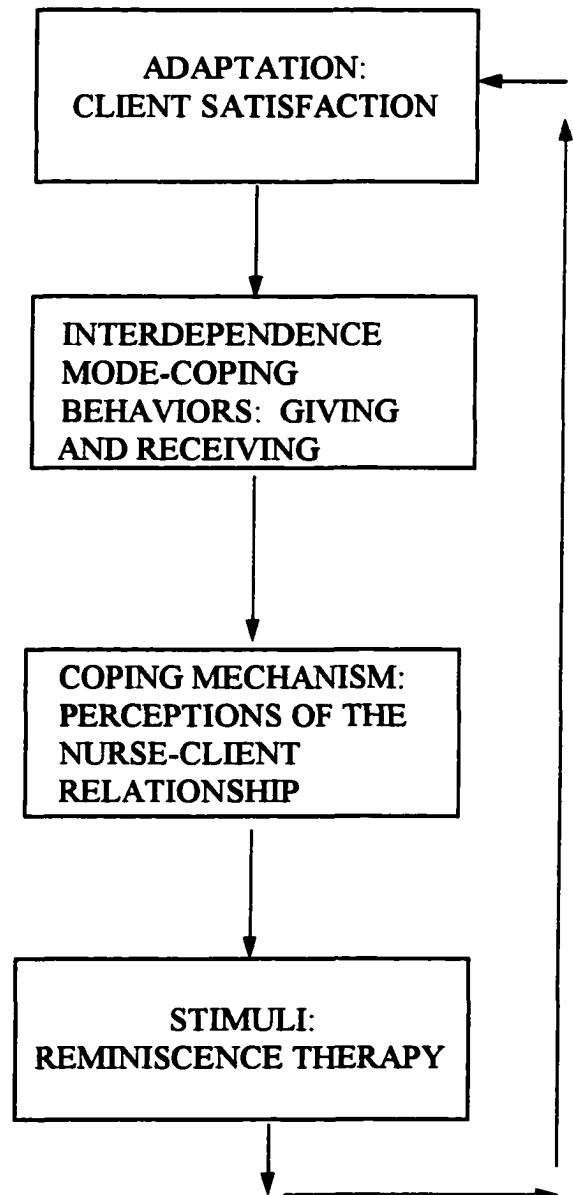 ADAPTATION:
CLIENT SATISFACTION
INTERDEPENDENCE
MODE-COPING
BEHAVIORS: GIVING
AND RECEIVING
COPING MECHANISM:
PERCEPTIONS OF THE
NURSE-CLIENT
RELATIONSHIP
STIMULI:
REMINISCENCE THERAPY